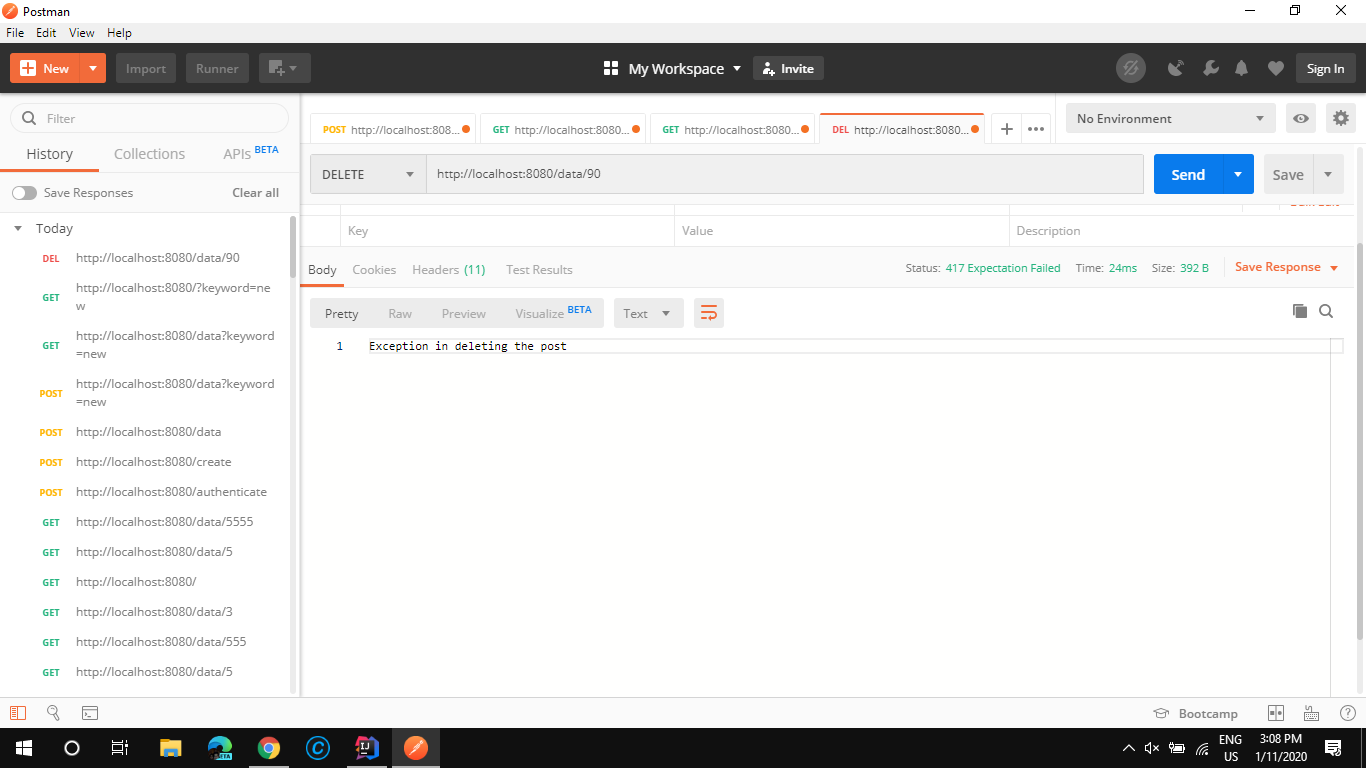 Postman
File Edit View Help
New Import Runner My Workspace Invite Sign In
Filter
History Collections APIs BETA
Save Responses Clear all
Today
DEL http://localhost:8080/data/90
GET http://localhost:8080/?keyword=ne
w
GET http://localhost:8080/data?keyword
=new
POST http://localhost:8080/data?keyword
=new
POST http://localhost:8080/data
POST http://localhost:8080/create
POST http://localhost:8080/authenticate
GET http://localhost:8080/data/5555
GET http://localhost:8080/data/5
GET http://localhost:8080/
GET http://localhost:8080/data/3
GET http://localhost:8080/data/555
GET http://localhost:8080/data/5
POST http://localhost:808... GET http://localhost:8080... GET http://localhost:8080... DEL http://localhost:8080... No Environment
DELETE http://localhost:8080/data/90 Send Save
Key Value Description
Body Cookies Headers (11) Test Results Status: 417 Expectation Failed Time: 24ms Size: 392 B Save Response
Pretty Raw Preview Visualize BETA Text
1 Exception in deleting the post
Bootcamp
ENG 3:08 PM
US 1/11/2020